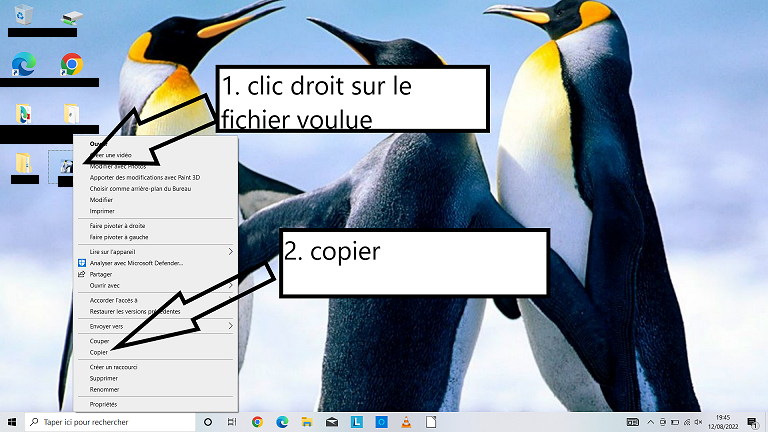 1. clic droit sur le
fichier voulue
une vidéo
Modifier avec Photos
Apporter des modifications avec Paint 3D
Choisir comme arrière-plan du Bureau
Modifier
Imprimer
Faire pivoter à droite
Faire pivoter à gauche
2. copier
Lire sur l'appareil
Analyser avec Microsoft Defender...
Partager
Ouvrir avec
Accorder l'accès à
Restaurer les versions précédentes
Envoyer vers
Couper
Copier
Créer un raccourci
Supprimer
Renommer
Propriétés
Taper ici pour rechercher
L
19:45
12/08/2022
1